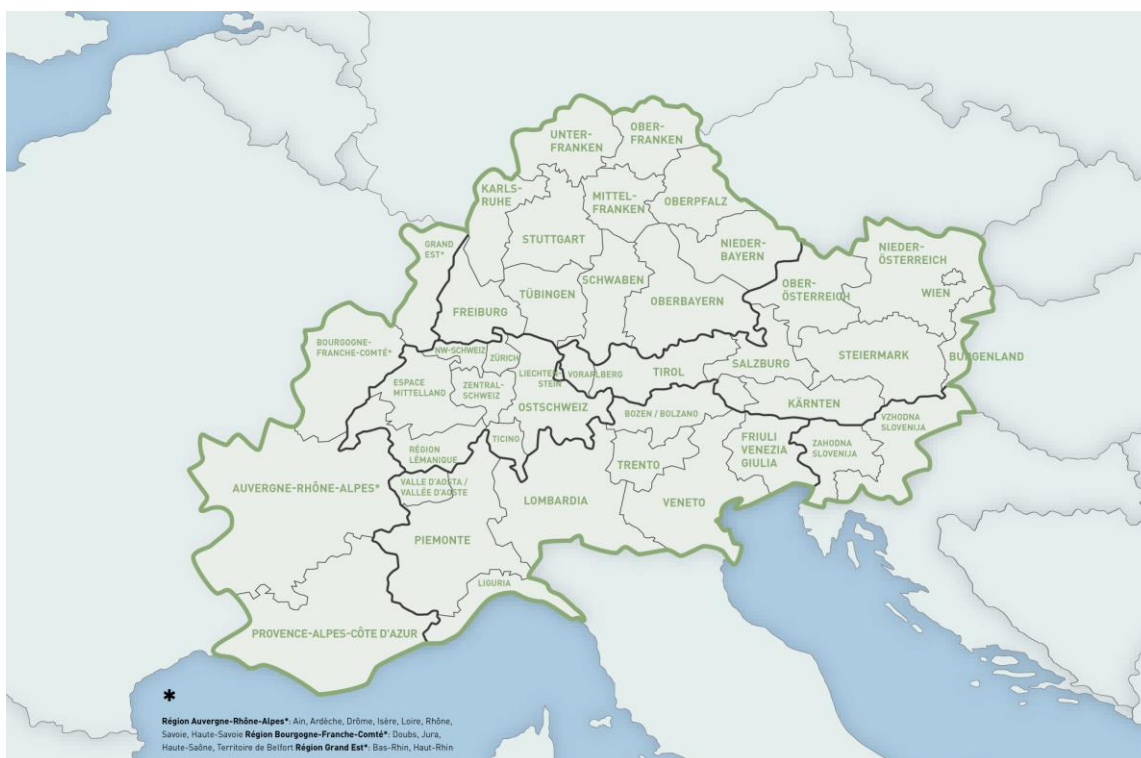 UNTER-
FRANKEN
OBER-
FRANKEN
KARLS-
RUHE
MITTEL-
FRANKEN
OBERPFALZ
GRAND
EST*
STUTTGART
NIEDER-
BAYERN
NIEDER-
ÖSTERREICH
SCHWABEN
OBER-
ÖSTERREICH
WIEN
TÜBINGEN
OBERBAYERN
FREIBURG
BOURGOGNE-
FRANCHE-COMTÉ*
NW-SCHWEIZ
ZÜRICH
STEIERMARK
BURGENLAND
SALZBURG
LIECHTEN-
STEIN
VORARLBERG
TIROL
ESPACE
MITTELLAND
ZENTRAL-
SCHWEIZ
OSTSCHWEIZ
KÄRNTEN
BOZEN / BOLZANO
VZHODNA
SLOVENIJA
TICINO
FRIULI
VENEZIA
GIULIA
ZAHODNA
SLOVENIJA
RÉGION
LÉMANIQUE
TRENTO
AUVERGNE-RHÔNE-ALPES*
VALLE D'AOSTA /
VALLÉE D'AOSTE
LOMBARDIA
VENETO
PIEMONTE
LIGURIA
PROVENCE-ALPES-CÔTE D'AZUR
*
Région Auvergne-Rhône-Alpes*: Ain, Ardèche, Drôme, Isère, Loire, Rhône,
Savoie, Haute-Savoie Région Bourgogne-Franche-Comté*: Doubs, Jura,
Haute-Saône, Territoire de Belfort Région Grand Est*: Bas-Rhin, Haut-Rhin